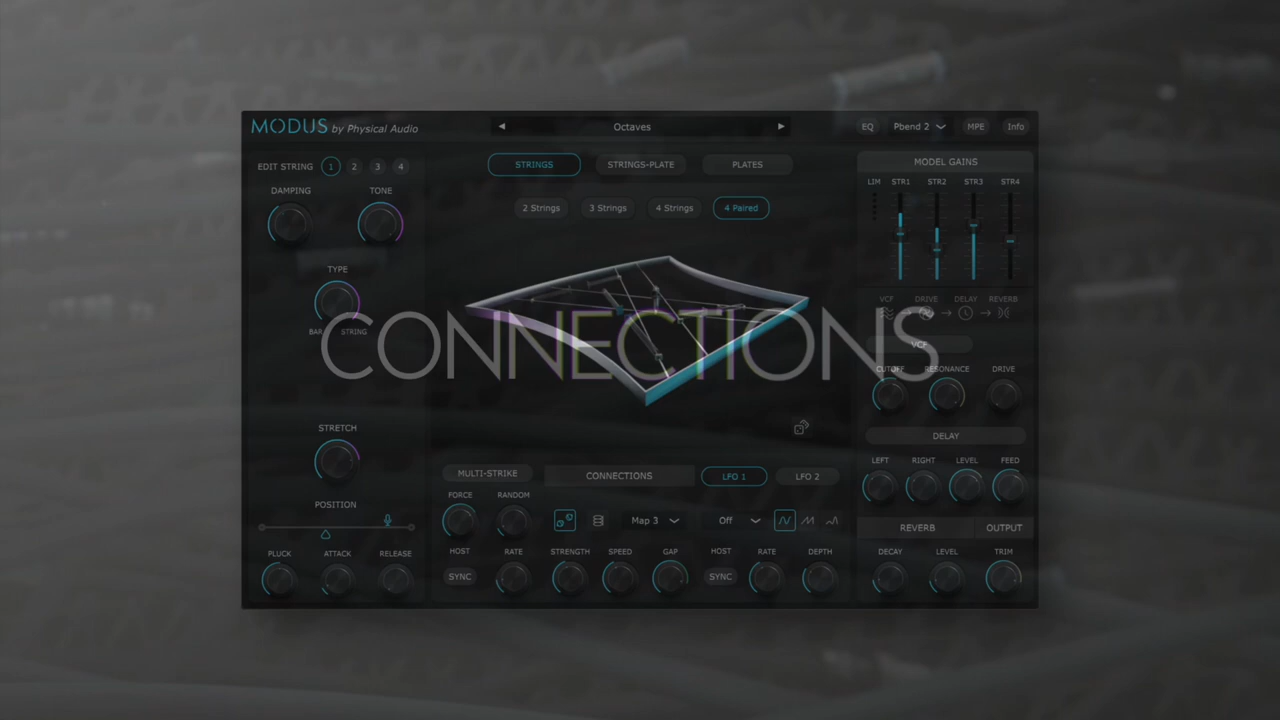 MODUS by Physical Audio
Octaves
EQ Pbend 2 MPE Info
EDIT STRING 1 2 3 4
DAMPING TONE
TYPE
BAR STRING
STRETCH
POSITION
PLUCK ATTACK RELEASE
STRINGS STRINGS-PLATE PLATES
2 Strings 3 Strings 4 Strings 4 Paired
CONNECTIONS
MULTI-STRIKE CONNECTIONS LFO 1 LFO 2
FORCE RANDOM
Map 3 Off
HOST RATE STRENGTH SPEED GAP HOST RATE DEPTH
SYNC SYNC
MODEL GAINS
LIM STR1 STR2 STR3 STR4
VCF DRIVE DELAY REVERB
VCF
CUTOFF RESONANCE DRIVE
DELAY
LEFT RIGHT LEVEL FEED
REVERB OUTPUT
DECAY LEVEL TRIM